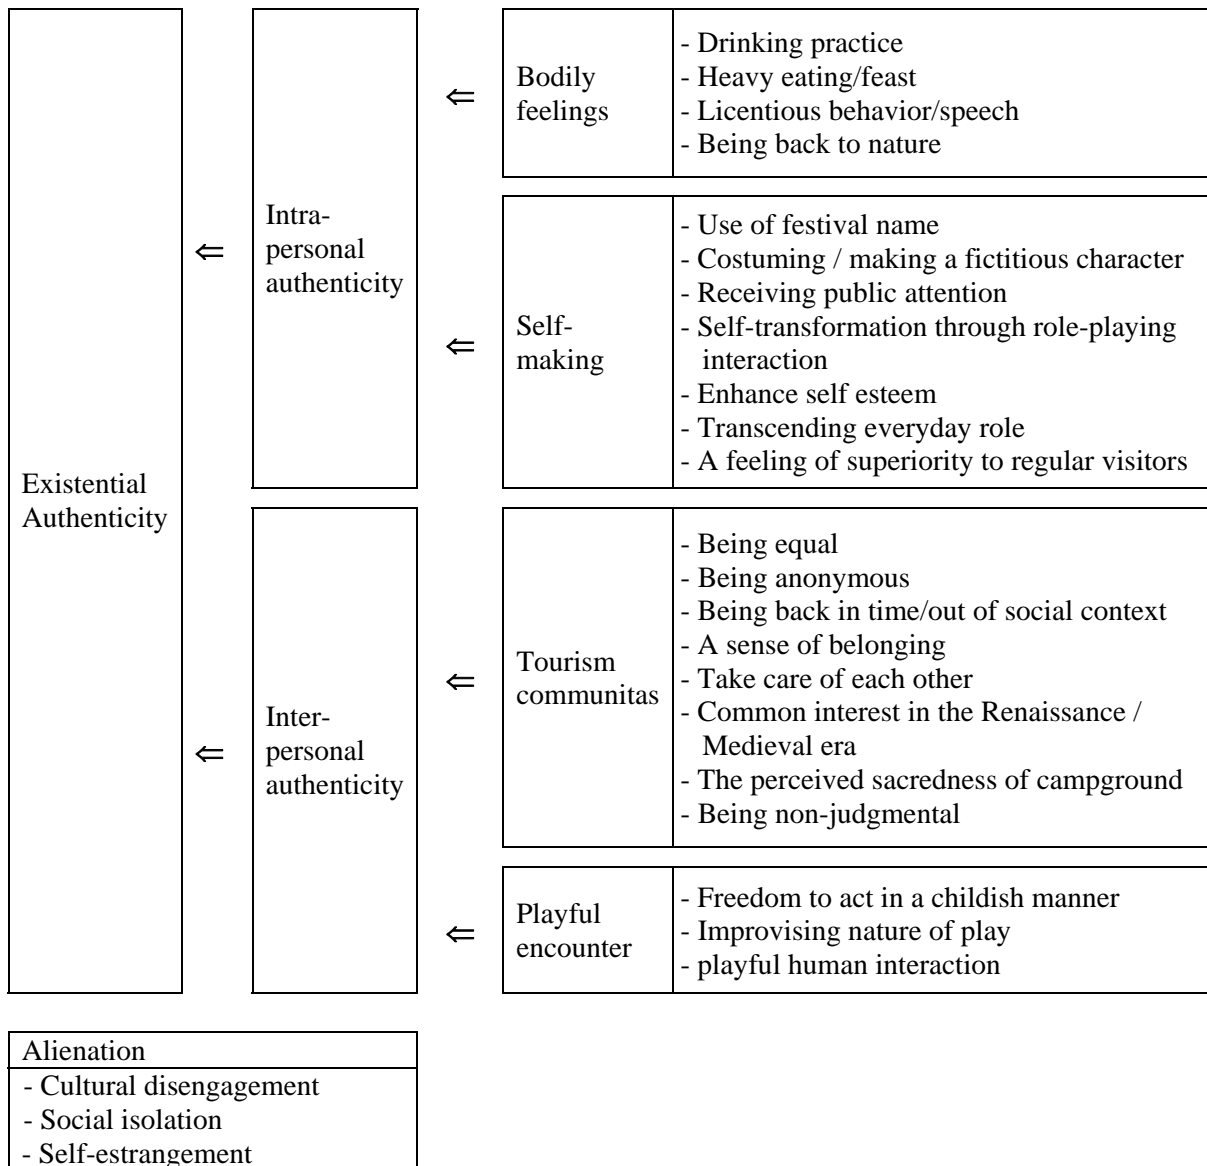 Existential
Authenticity
⇐
Intra-
personal
authenticity
⇐
Bodily
feelings
- Drinking practice
- Heavy eating/feast
- Licentious behavior/speech
- Being back to nature
⇐
Self-
making
- Use of festival name
- Costuming / making a fictitious character
- Receiving public attention
- Self-transformation through role-playing
interaction
- Enhance self esteem
- Transcending everyday role
- A feeling of superiority to regular visitors
⇐
Inter-
personal
authenticity
⇐
Tourism
communitas
- Being equal
- Being anonymous
- Being back in time/out of social context
- A sense of belonging
- Take care of each other
- Common interest in the Renaissance /
Medieval era
- The perceived sacredness of campground
- Being non-judgmental
⇐
Playful
encounter
- Freedom to act in a childish manner
- Improvising nature of play
- playful human interaction
Alienation
- Cultural disengagement
- Social isolation
- Self-estrangement